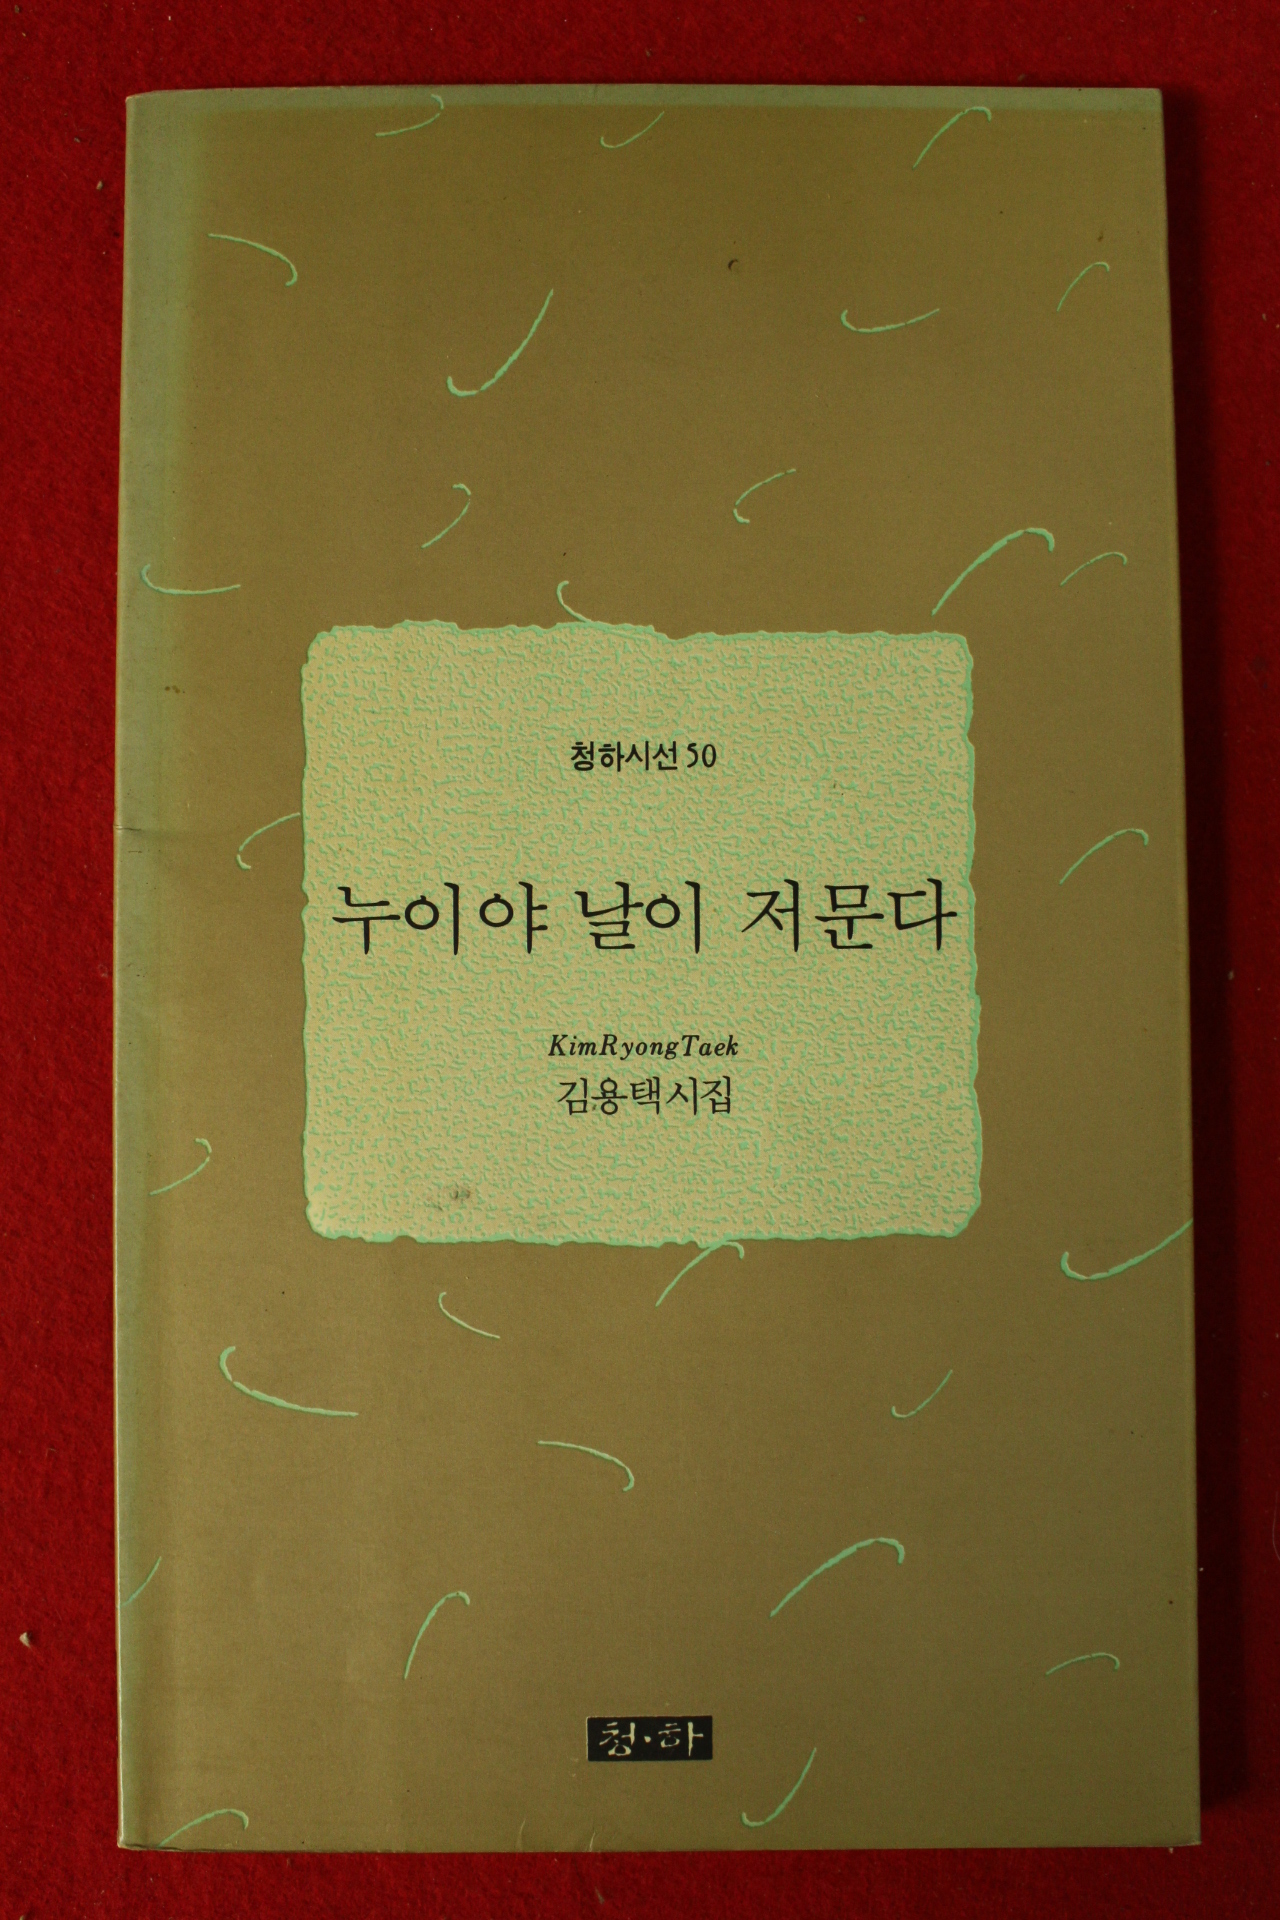 청하시선 50
누이야 날이 저문다
KimRyongTaek
김용택시집
청·하